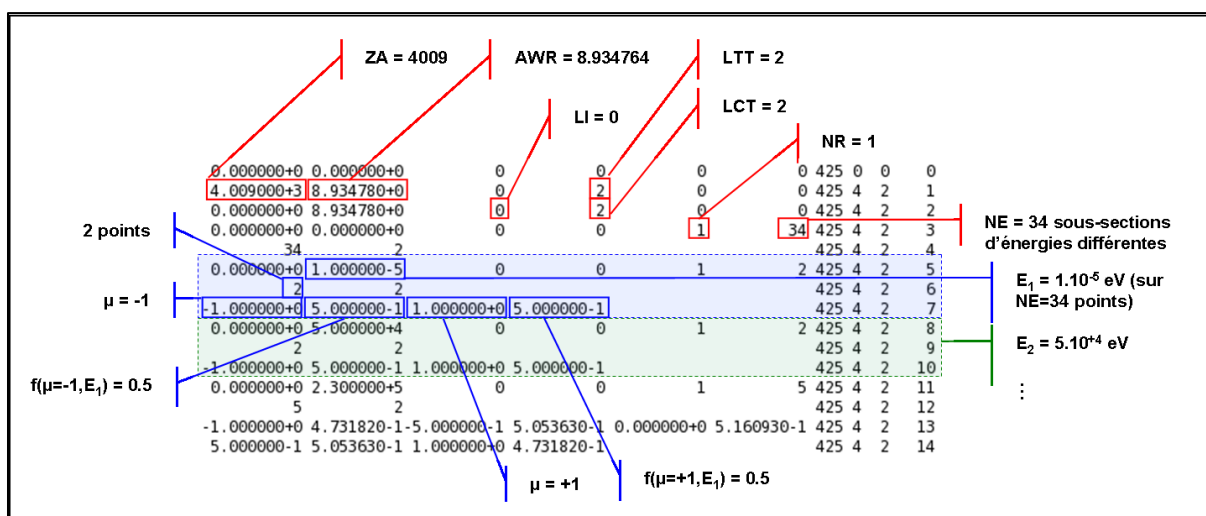 ZA = 4009 AWR = 8.934764 LTT = 2
LCT = 2
LI = 0
NR = 1
0.000000+0 0.000000+0 0 0 0 0 425 0 0 0
4.009000+3 8.934780+0 0 2 0 0 425 4 2 1
0.000000+0 8.934780+0 0 2 0 0 425 4 2 2
0.000000+0 0.000000+0 0 0 1 34 425 4 2 3
34 2 425 4 2 4
0.000000+0 1.000000-5 0 0 1 2 425 4 2 5
2 2 425 4 2 6
-1.000000+0 5.000000-1 1.000000+0 5.000000-1 425 4 2 7
0.000000+0 5.000000+4 0 0 1 2 425 4 2 8
2 2 425 4 2 9
-1.000000+0 5.000000-1 1.000000+0 5.000000-1 425 4 2 10
0.000000+0 2.300000+5 0 0 1 5 425 4 2 11
5 2 425 4 2 12
-1.000000+0 4.731820-1-5.000000-1 5.053630-1 0.000000+0 5.160930-1 425 4 2 13
5.000000-1 5.053630-1 1.000000+0 4.731820-1 425 4 2 14
2 points
μ = -1
f(μ=-1,E₁) = 0.5
NE = 34 sous-sections
d'énergies différentes
E₁ = 1.10⁻⁵ eV (sur
NE=34 points)
E₂ = 5.10⁺⁴ eV
⋮
μ = +1
f(μ=+1,E₁) = 0.5